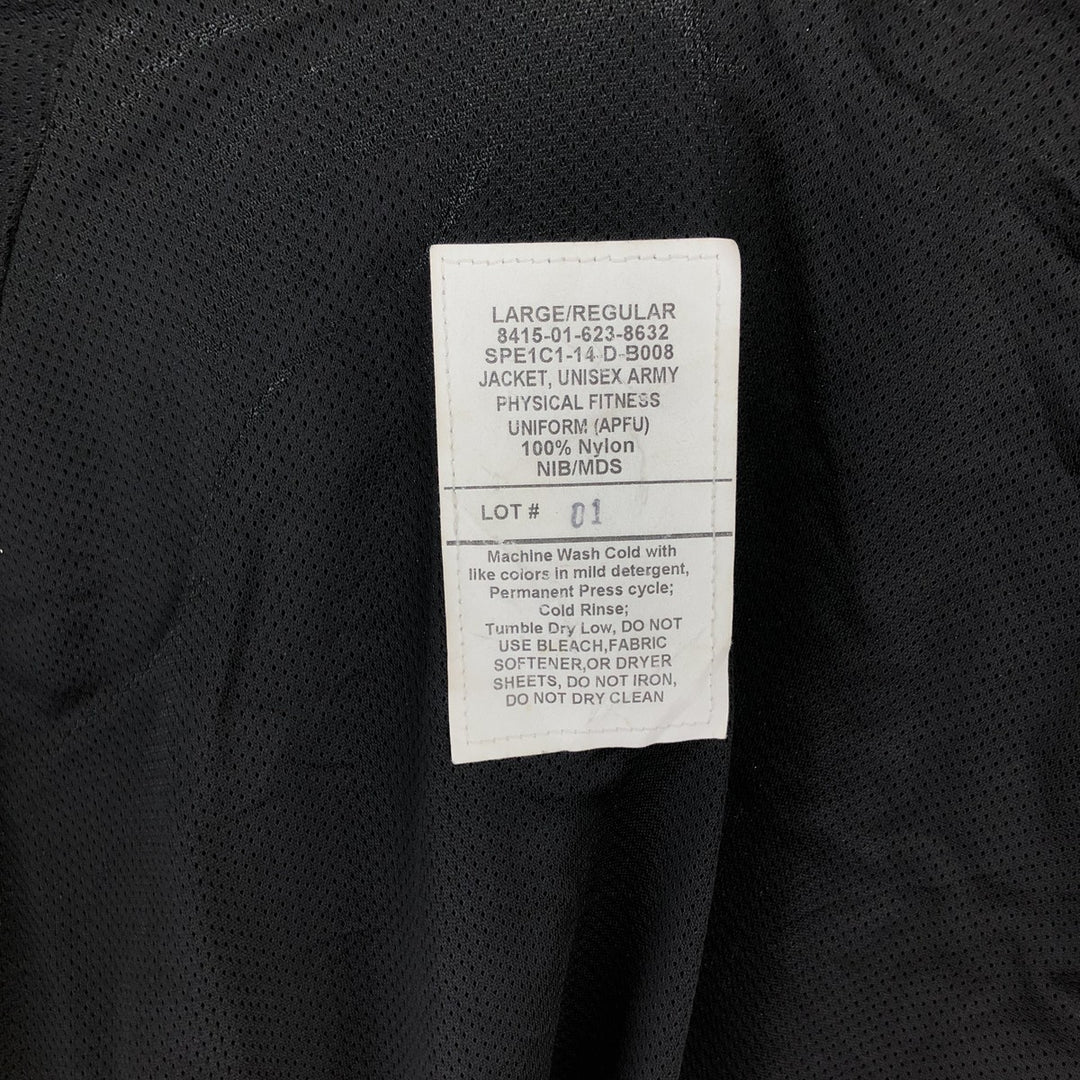 LARGE/REGULAR
8415-01-623-8632
SPE1C1-14-D-B008
JACKET, UNISEX ARMY
PHYSICAL FITNESS
UNIFORM (APFU)
100% Nylon
NIB/MDS
LOT # 01
Machine Wash Cold with
like colors in mild detergent,
Permanent Press cycle;
Cold Rinse;
Tumble Dry Low, DO NOT
USE BLEACH,FABRIC
SOFTENER,OR DRYER
SHEETS, DO NOT IRON,
DO NOT DRY CLEAN